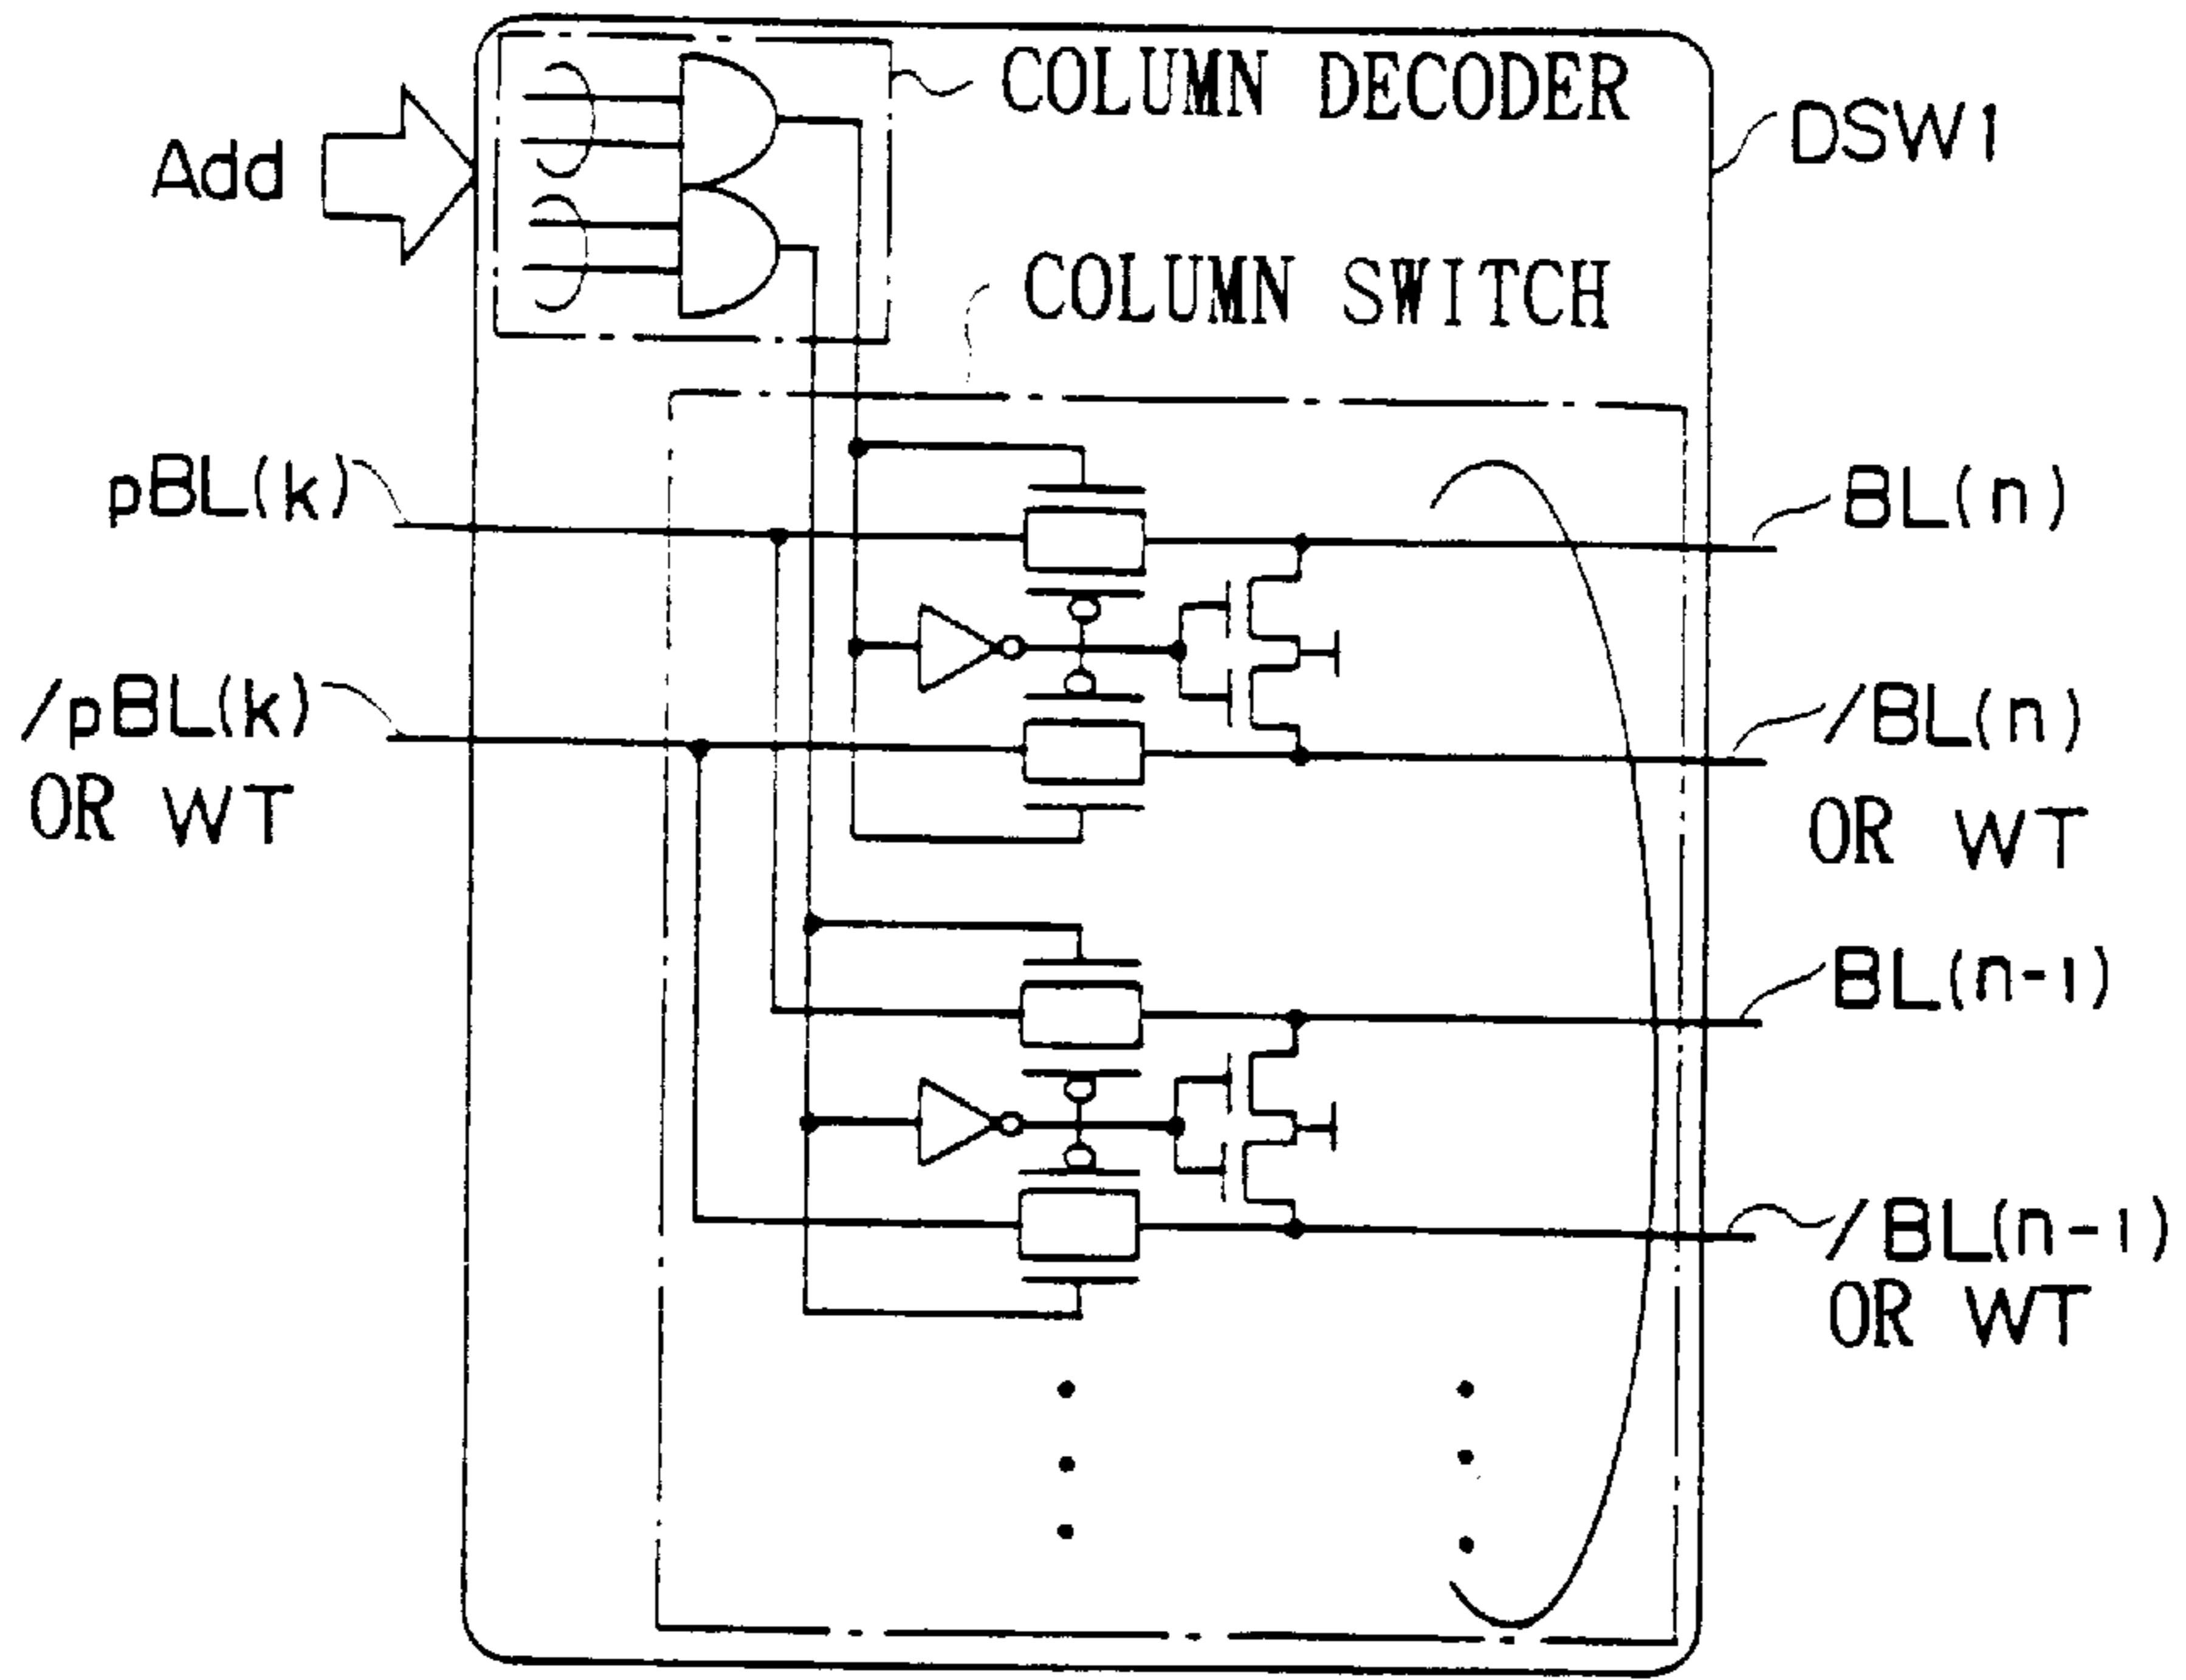 COLUMN DECODER
DSW1
Add
COLUMN SWITCH
pBL(k)
BL(n)
/pBL(k)
OR WT
/BL(n)
OR WT
BL(n-1)
/BL(n-1)
OR WT